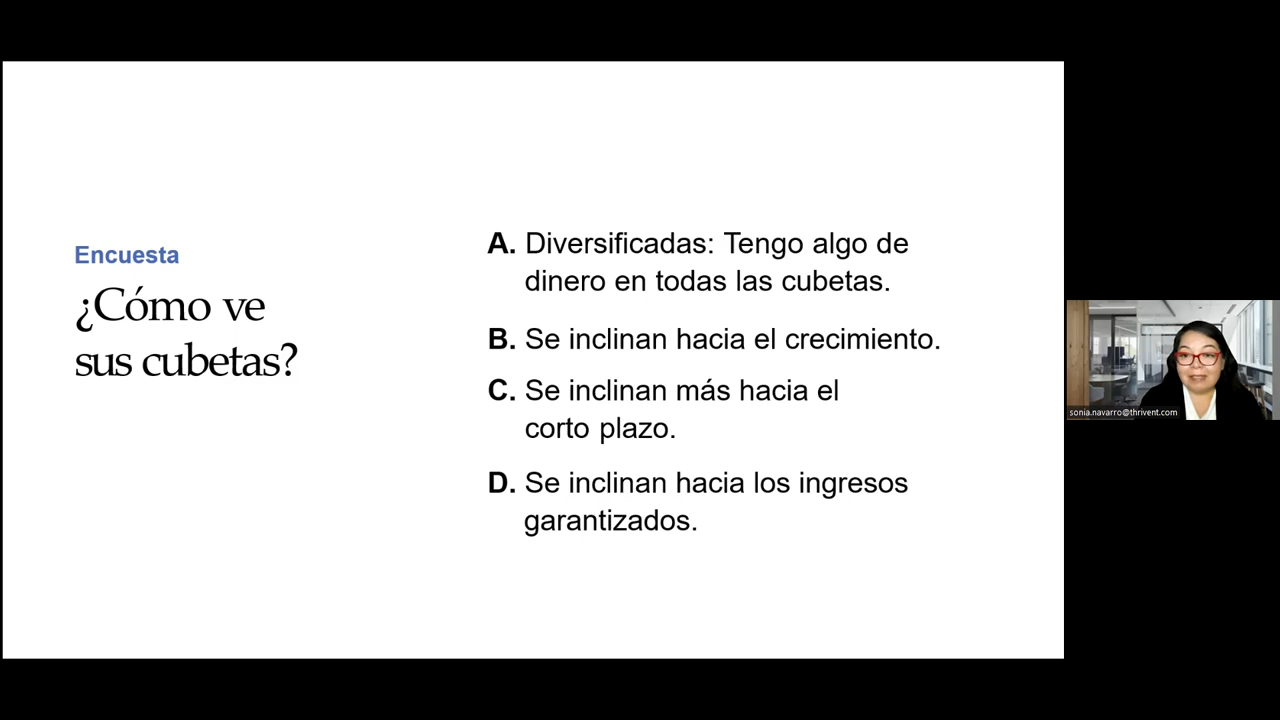 Encuesta
¿Cómo ve
sus cubetas?
A. Diversificadas: Tengo algo de
dinero en todas las cubetas.
B. Se inclinan hacia el crecimiento.
C. Se inclinan más hacia el
corto plazo.
D. Se inclinan hacia los ingresos
garantizados.
sonia.navarro@thrivent.com